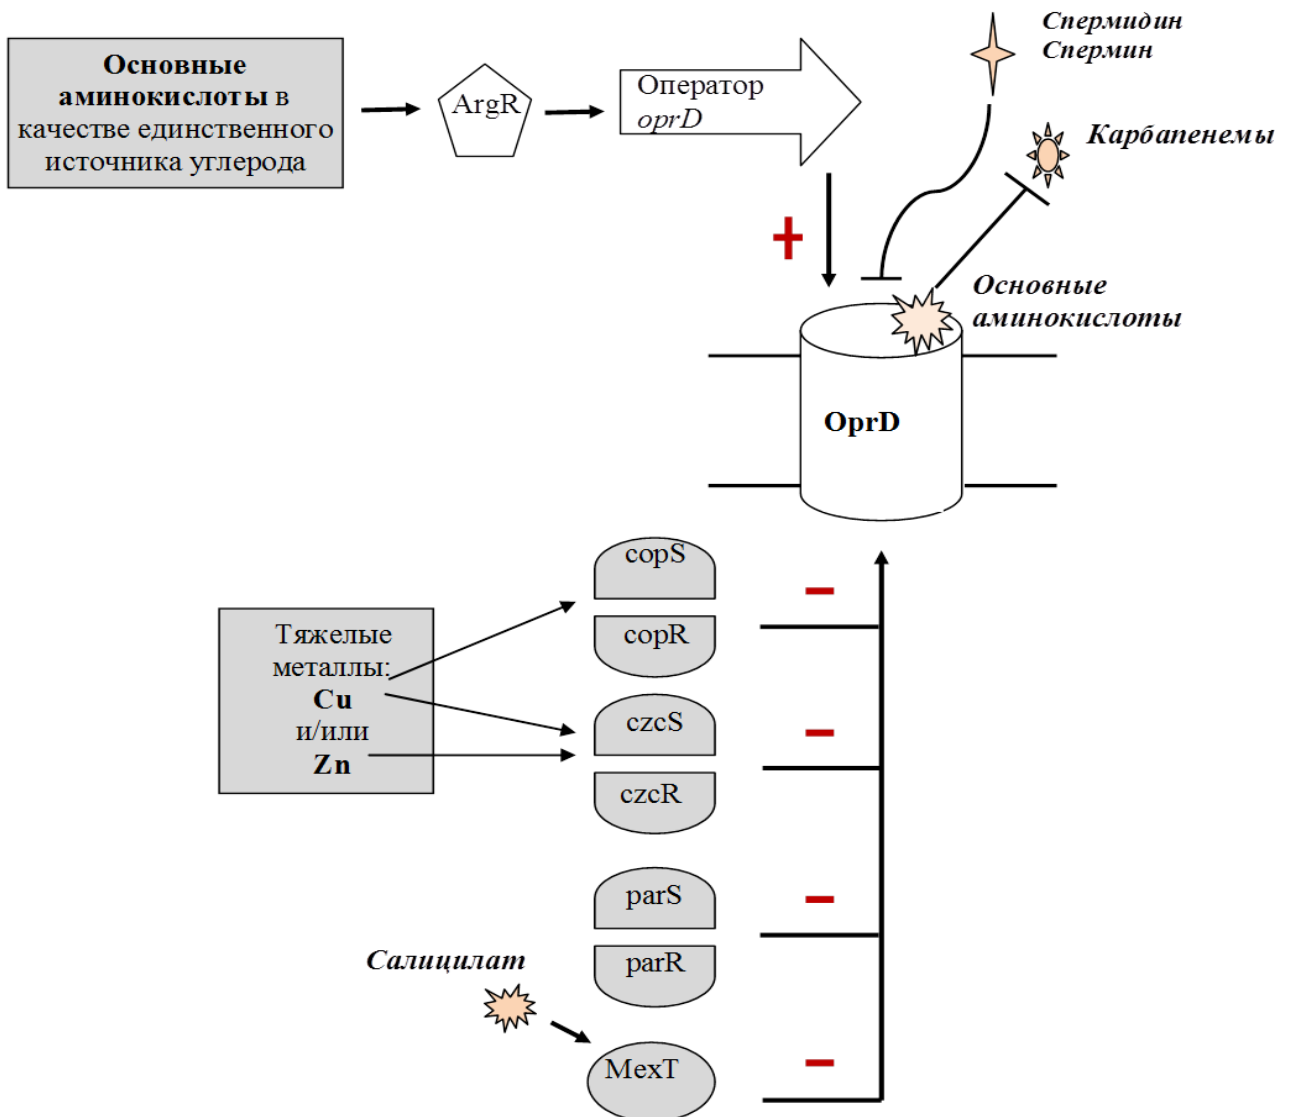 Основные
аминокислоты в
качестве единственного
источника углерода
ArgR
Оператор
oprD
Спермидин
Спермин
Карбапенемы
+
Основные
аминокислоты
OprD
copS
copR
–
Тяжелые
металлы:
Cu
и/или
Zn
czcS
czcR
–
parS
parR
–
Салицилат
MexT
–